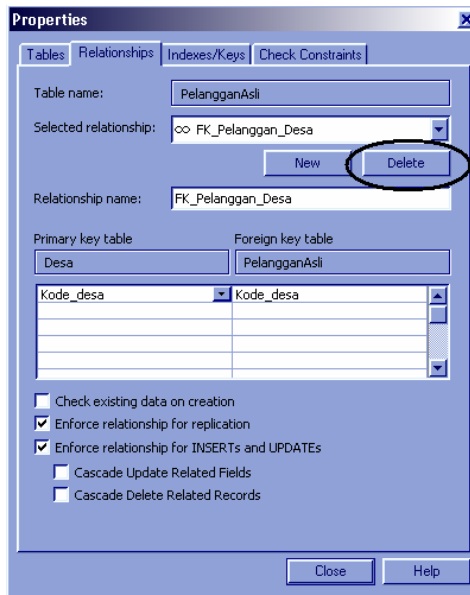 Properties
Tables Relationships Indexes/Keys Check Constraints
Table name: PelangganAsli
Selected relationship: FK_Pelanggan_Desa
New Delete
Relationship name: FK_Pelanggan_Desa
Primary key table Foreign key table
Desa PelangganAsli
Kode_desa Kode_desa
Check existing data on creation
Enforce relationship for replication
Enforce relationship for INSERTs and UPDATEs
Cascade Update Related Fields
Cascade Delete Related Records
Close Help